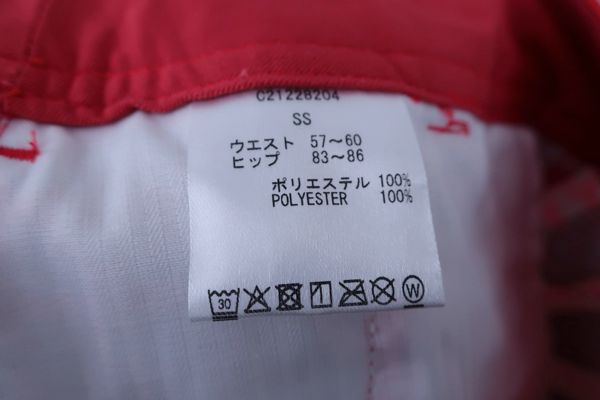 C21228204
SS
ウエスト 57～60
ヒップ 83～86
ポリエステル 100%
POLYESTER 100%
30 W